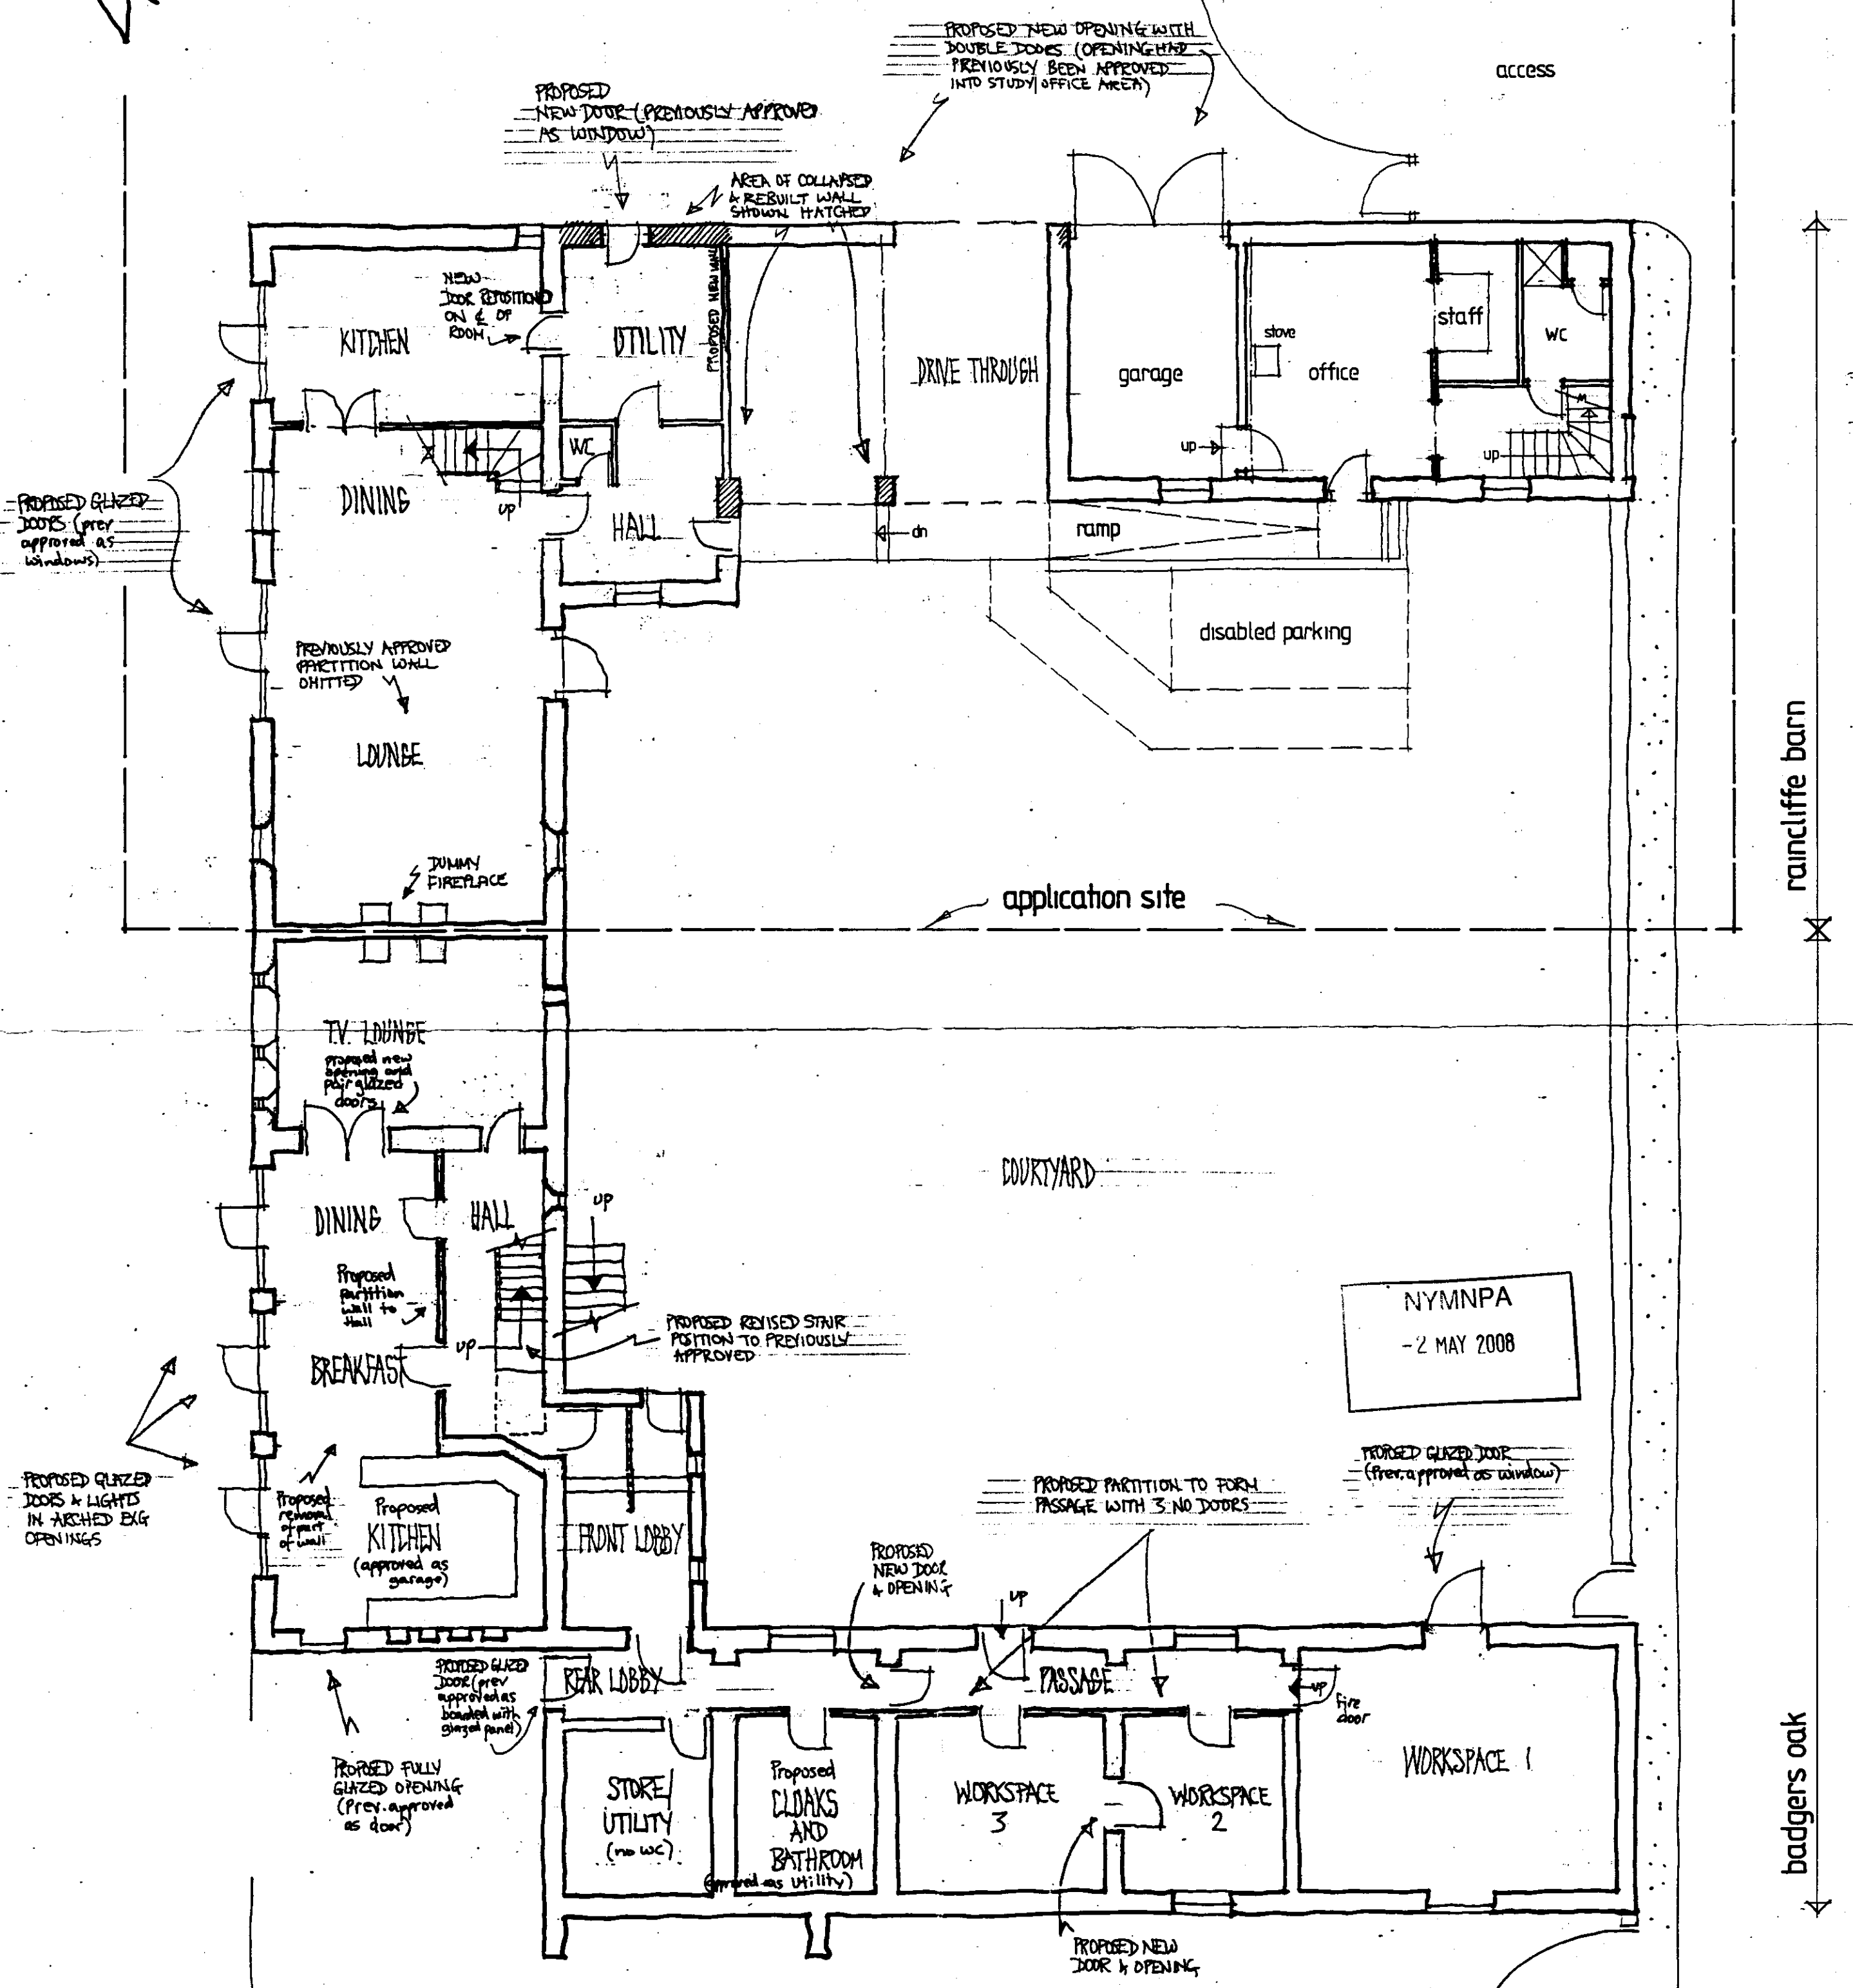 PROPOSED NEW OPENING WITH
DOUBLE DOORS (OPENING HAD
PREVIOUSLY BEEN APPROVED
INTO STUDY/OFFICE AREA)
access
PROPOSED
NEW DOOR (PREVIOUSLY APPROVED
AS WINDOW)
AREA OF COLLAPSED
& REBUILT WALL
SHOWN HATCHED
NEW
DOOR REPOSITIONED
ON ℄ OF
ROOM
KITCHEN
UTILITY
PROPOSED NEW WALL
DRIVE THROUGH
garage
stove
office
staff
WC
up
up
WC
DINING
up
HALL
dn
ramp
disabled parking
PROPOSED GLAZED
DOORS (prev
approved as
windows)
PREVIOUSLY APPROVED
PARTITION WALL
OMITTED
LOUNGE
DUMMY
FIREPLACE
application site
raincliffe barn
T.V. LOUNGE
proposed new
opening and
pair glazed
doors
COURTYARD
DINING
HALL
up
Proposed
partition
wall to
Hall
up
BREAKFAST
PROPOSED REVISED STAIR
POSITION TO PREVIOUSLY
APPROVED
NYMNPA
-2 MAY 2008
PROPOSED GLAZED
DOORS & LIGHTS
IN ARCHED EXG
OPENINGS
Proposed
removal
of part
of wall
Proposed
KITCHEN
(approved as
garage)
FRONT LOBBY
PROPOSED
NEW DOOR
& OPENING
PROPOSED PARTITION TO FORM
PASSAGE WITH 3 NO DOORS
up
PROPOSED GLAZED DOOR
(Prev. approved as window)
PROPOSED GLAZED
DOOR (prev
approved as
boarded with
glazed panel)
REAR LOBBY
PASSAGE
up
fire
door
PROPOSED FULLY
GLAZED OPENING
(Prev. approved
as door)
STORE/
UTILITY
(no WC)
Proposed
CLOAKS
AND
BATHROOM
(approved as utility)
WORKSPACE
3
WORKSPACE
2
WORKSPACE 1
PROPOSED NEW
DOOR & OPENING
badgers oak